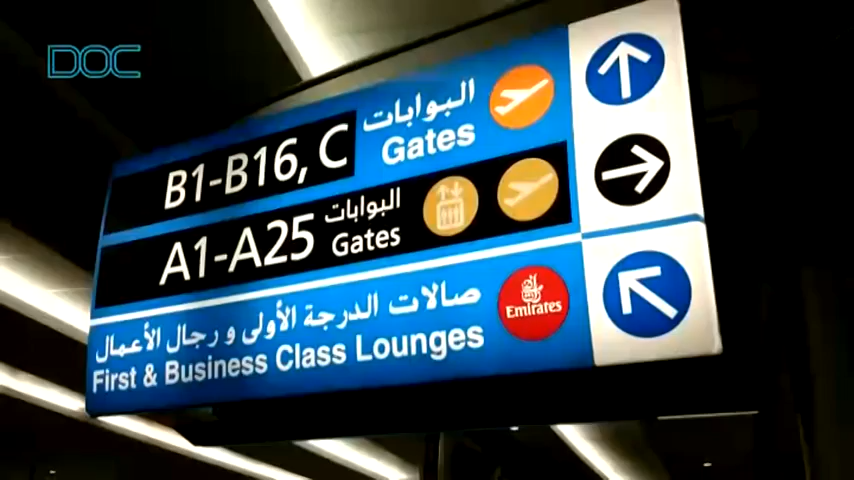 DOC
البوابات
B1-B16, C Gates
البوابات
A1-A25 Gates
صالات الدرجة الأولى و رجال الأعمال
First & Business Class Lounges
Emirates